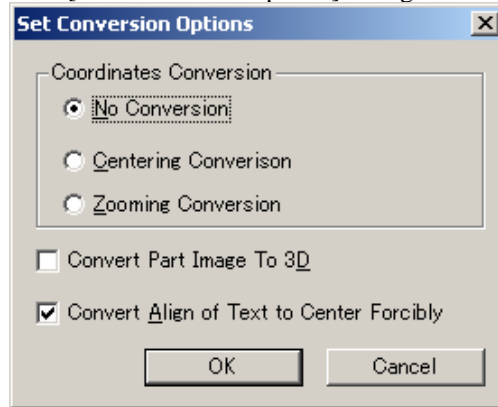 Set Conversion Options
Coordinates Conversion
No Conversion
Centering Converison
Zooming Conversion
Convert Part Image To 3D
Convert Align of Text to Center Forcibly
OK Cancel